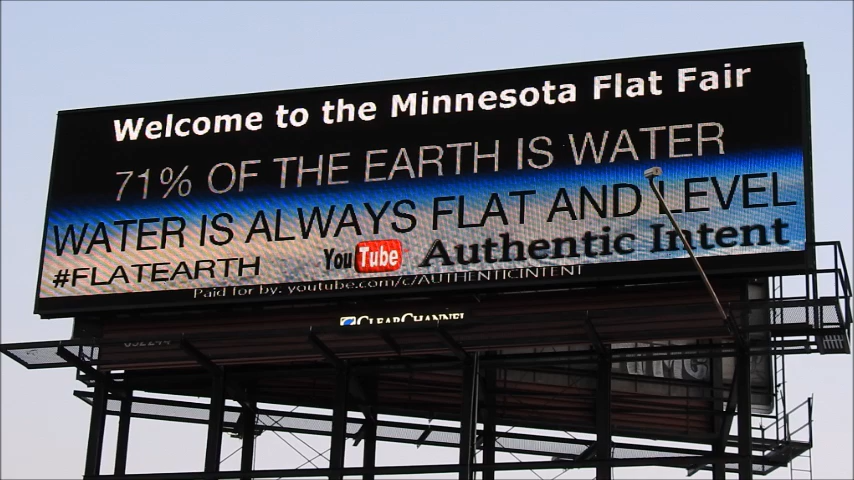 Welcome to the Minnesota Flat Fair
71% OF THE EARTH IS WATER
WATER IS ALWAYS FLAT AND LEVEL
#FLATEARTH YouTube Authentic Intent
Paid for by: youtube.com/c/AUTHENTICINTENT
CLEARCHANNEL